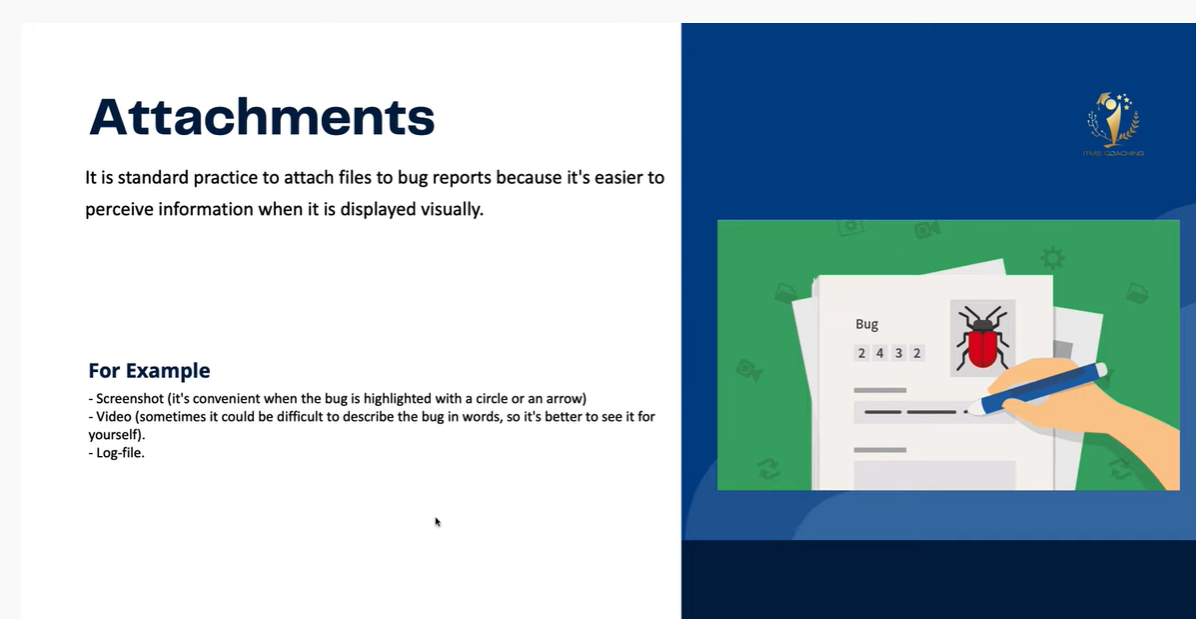 Attachments
It is standard practice to attach files to bug reports because it's easier to
perceive information when it is displayed visually.
For Example
- Screenshot (it's convenient when the bug is highlighted with a circle or an arrow)
- Video (sometimes it could be difficult to describe the bug in words, so it's better to see it for
yourself).
- Log-file.
ITMS COACHING
Bug
2 4 3 2